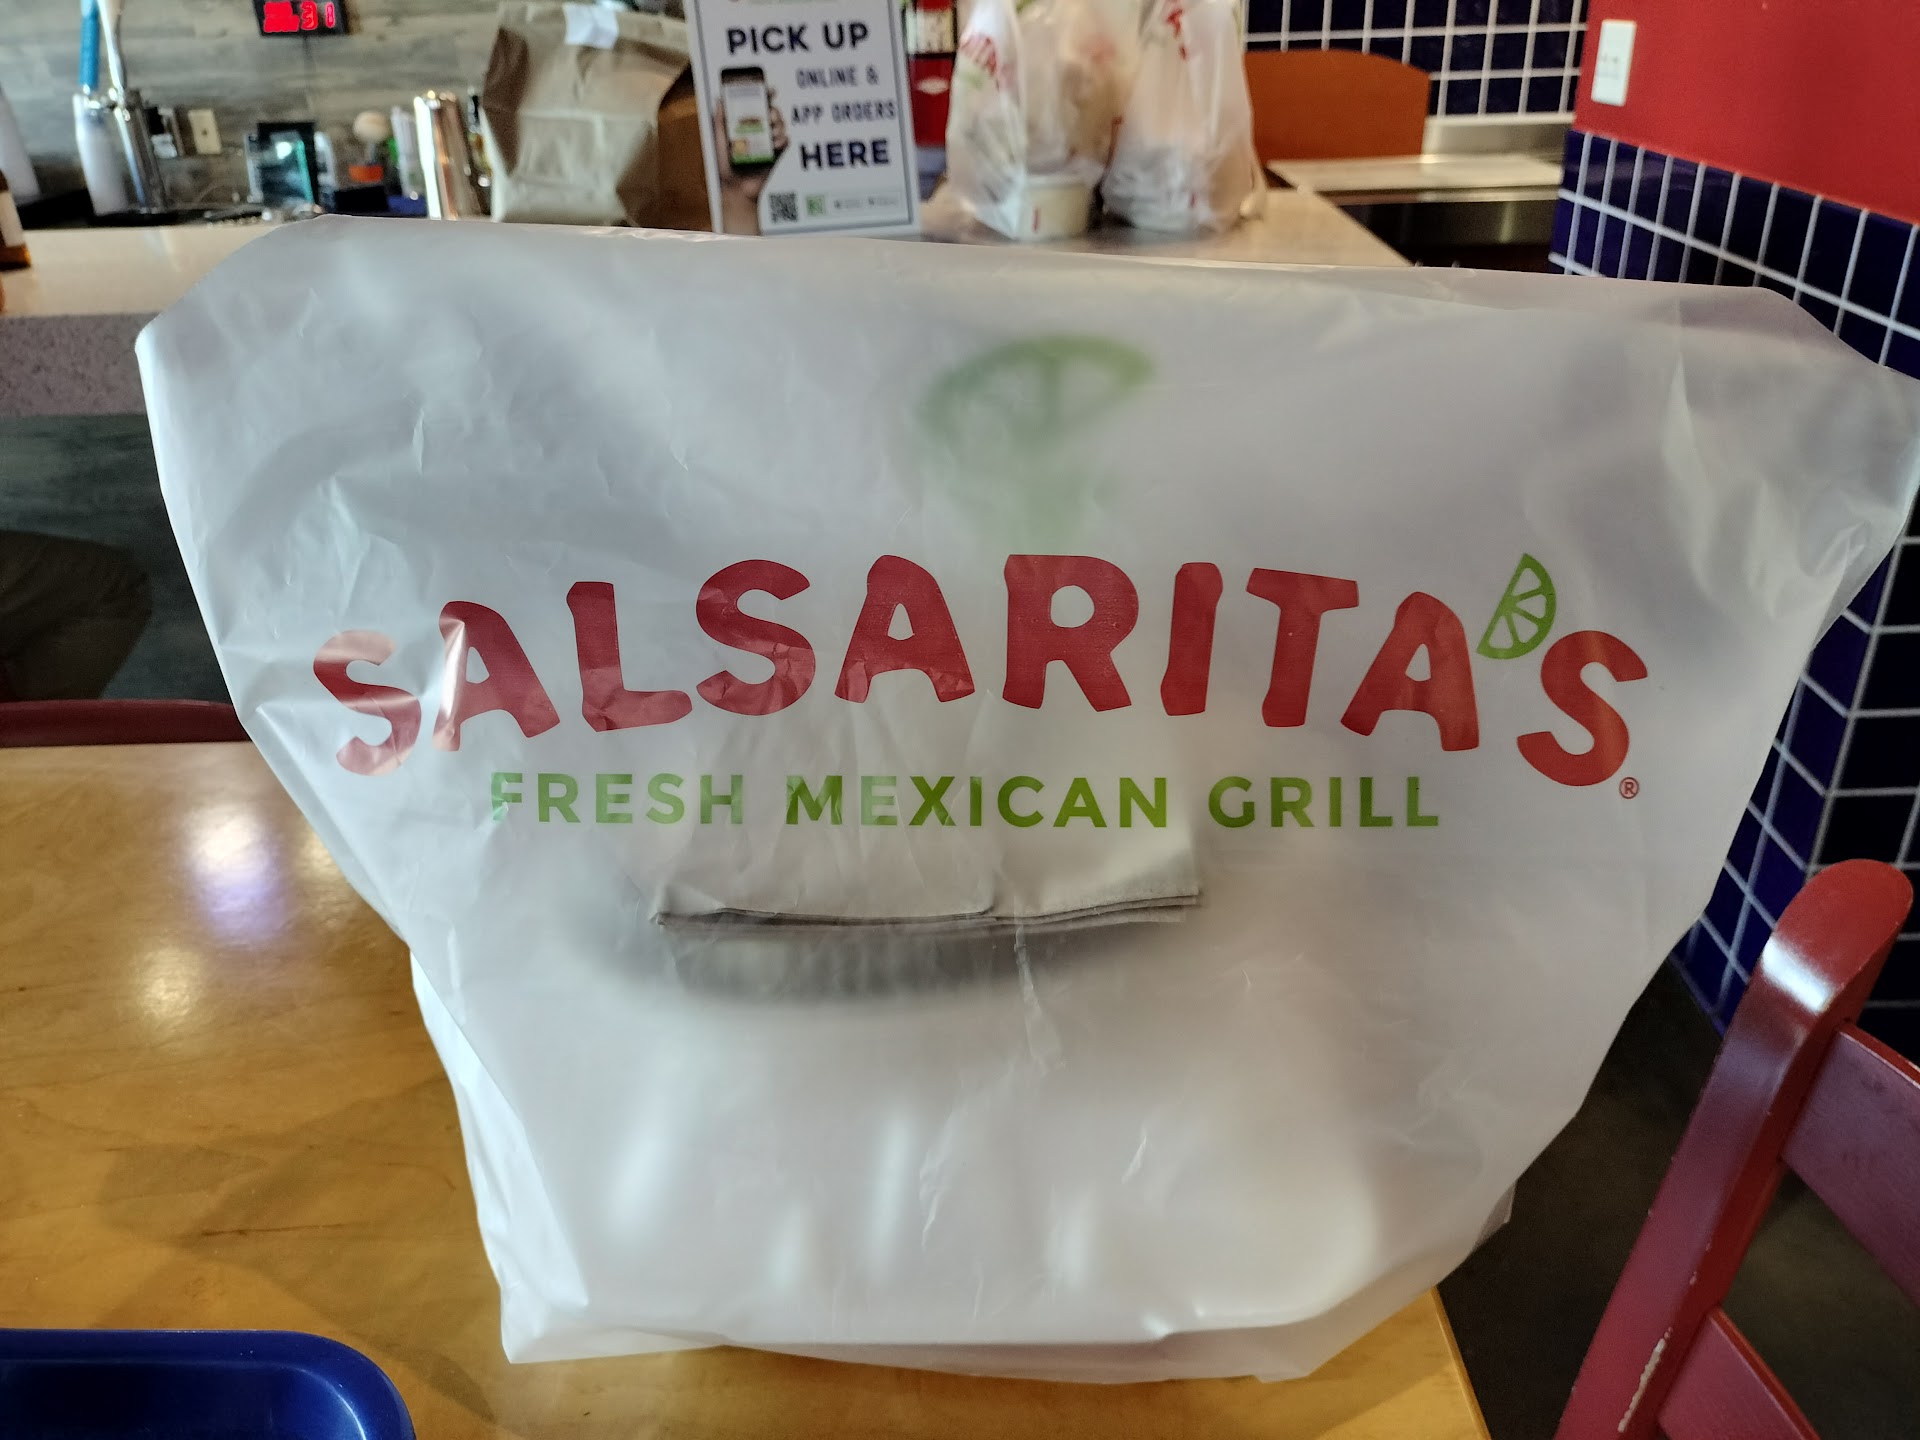 PICK UP
ONLINE &
APP ORDERS
HERE
SALSARITA'S
®
FRESH MEXICAN GRILL